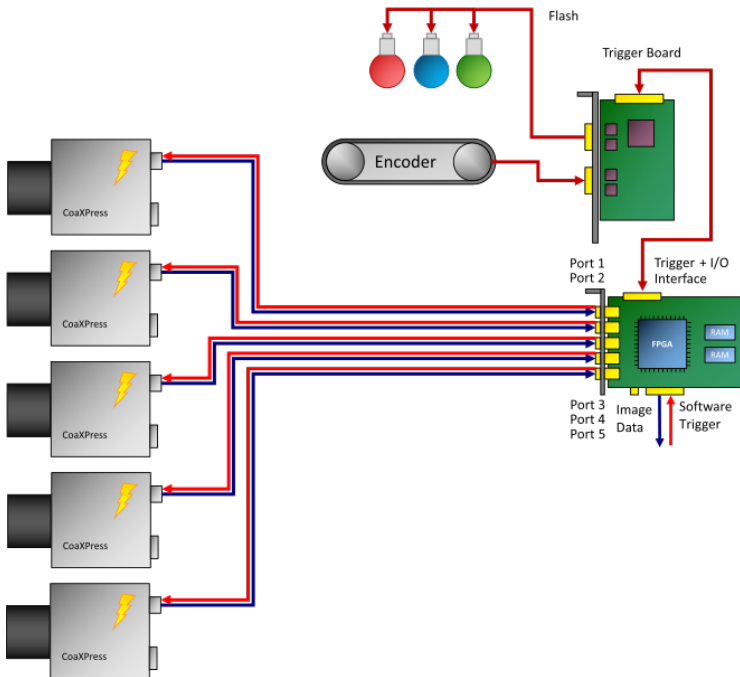 Flash
Trigger Board
Encoder
CoaXPress
Port 1
Port 2
Trigger + I/O
Interface
CoaXPress
FPGA
RAM
RAM
CoaXPress
Port 3
Port 4
Port 5
Image
Data
Software
Trigger
CoaXPress
CoaXPress